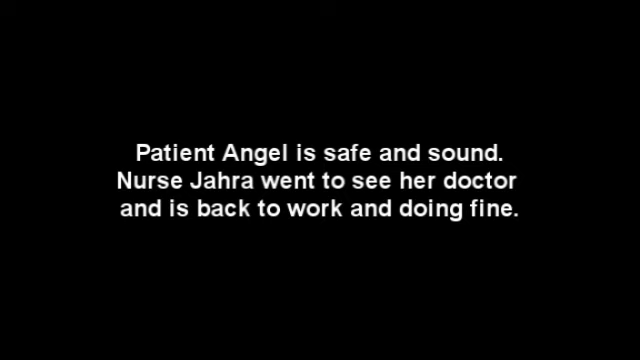 Patient Angel is safe and sound.
Nurse Jahra went to see her doctor
and is back to work and doing fine.